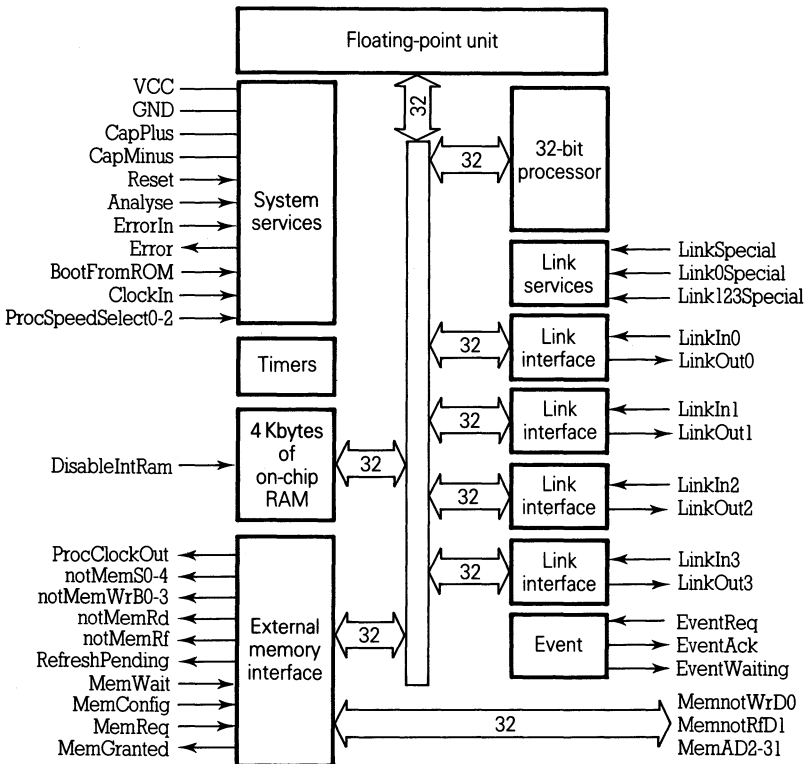 Floating-point unit
32
VCC
GND
CapPlus
CapMinus
Reset
Analyse
ErrorIn
Error
BootFromROM
ClockIn
ProcSpeedSelect0-2
System
services
32
32-bit
processor
Link
services
LinkSpecial
Link0Special
Link123Special
Timers
32
Link
interface
LinkIn0
LinkOut0
DisableIntRam
4 Kbytes
of
on-chip
RAM
32
32
Link
interface
LinkIn1
LinkOut1
32
Link
interface
LinkIn2
LinkOut2
32
Link
interface
LinkIn3
LinkOut3
ProcClockOut
notMemS0-4
notMemWrB0-3
notMemRd
notMemRf
RefreshPending
MemWait
MemConfig
MemReq
MemGranted
External
memory
interface
32
Event
EventReq
EventAck
EventWaiting
32
MemnotWrD0
MemnotRfD1
MemAD2-31